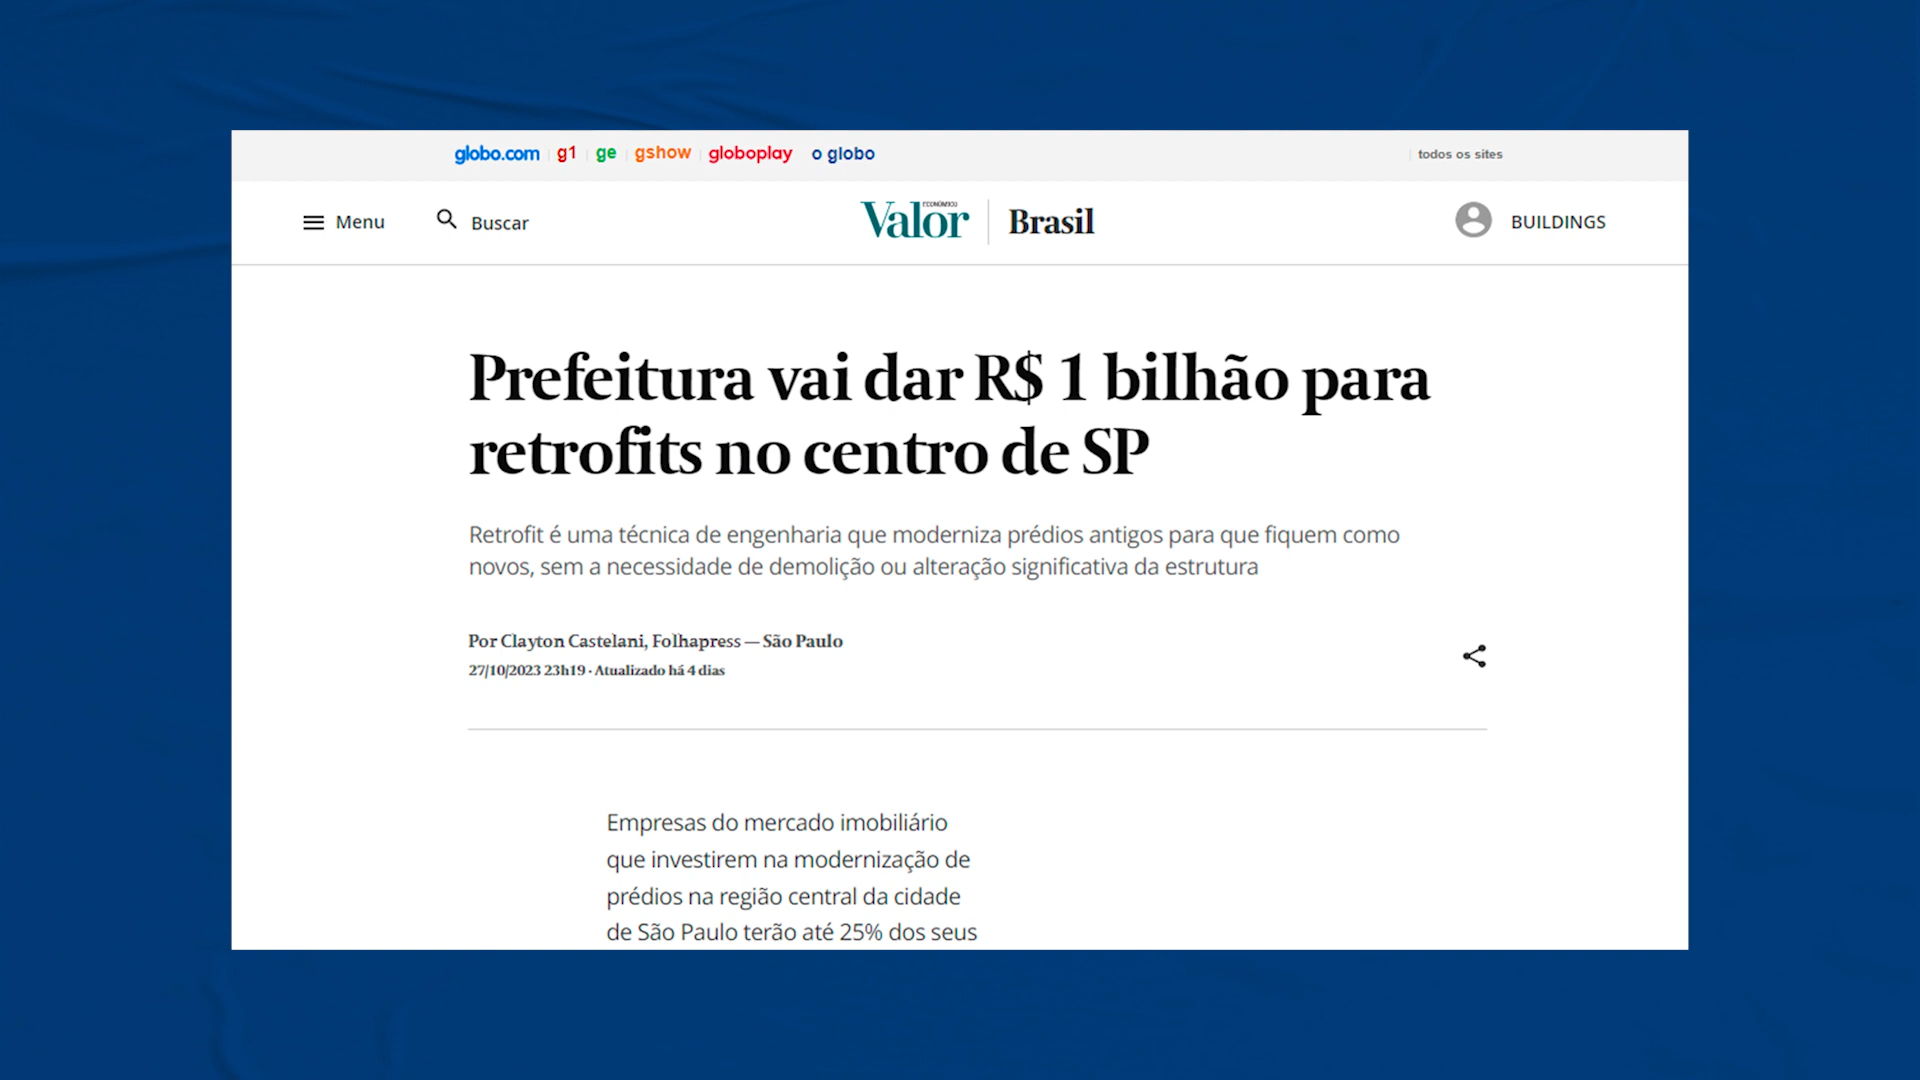 globo.com g1 ge gshow globoplay o globo todos os sites
Menu Buscar Valor ECONÔMICO Brasil BUILDINGS
Prefeitura vai dar R$ 1 bilhão para
retrofits no centro de SP
Retrofit é uma técnica de engenharia que moderniza prédios antigos para que fiquem como
novos, sem a necessidade de demolição ou alteração significativa da estrutura
Por Clayton Castelani, Folhapress — São Paulo
27/10/2023 23h19 · Atualizado há 4 dias
Empresas do mercado imobiliário
que investirem na modernização de
prédios na região central da cidade
de São Paulo terão até 25% dos seus